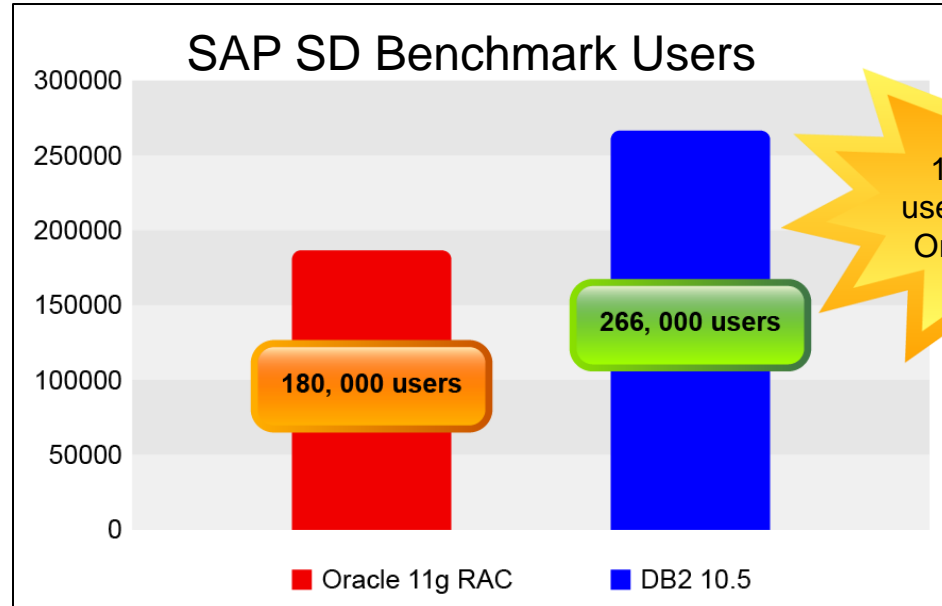 SAP SD Benchmark Users
300000
250000
200000
150000
100000
50000
0
180, 000 users
266, 000 users
Oracle 11g RAC
DB2 10.5